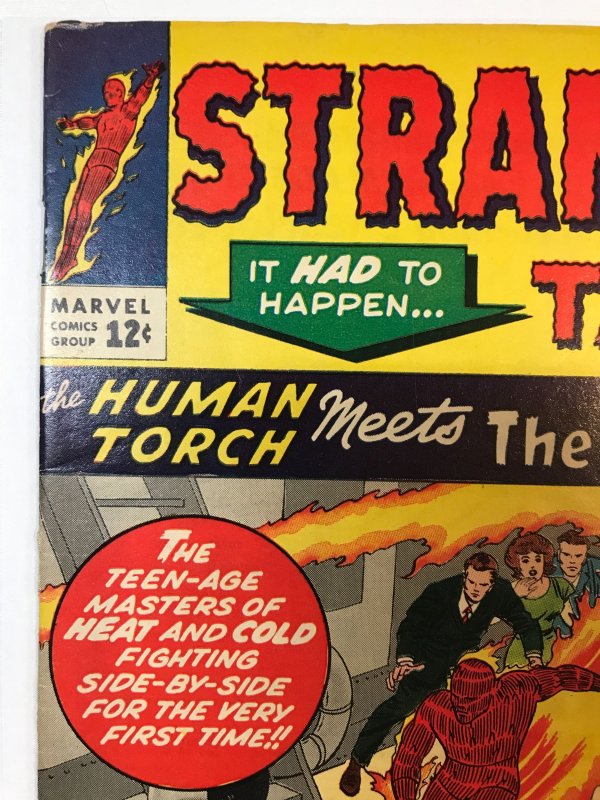 STRAN
IT HAD TO
HAPPEN...
T
MARVEL
COMICS
GROUP 12¢
the HUMAN
TORCH Meets The
THE
TEEN-AGE
MASTERS OF
HEAT AND COLD
FIGHTING
SIDE-BY-SIDE
FOR THE VERY
FIRST TIME!!